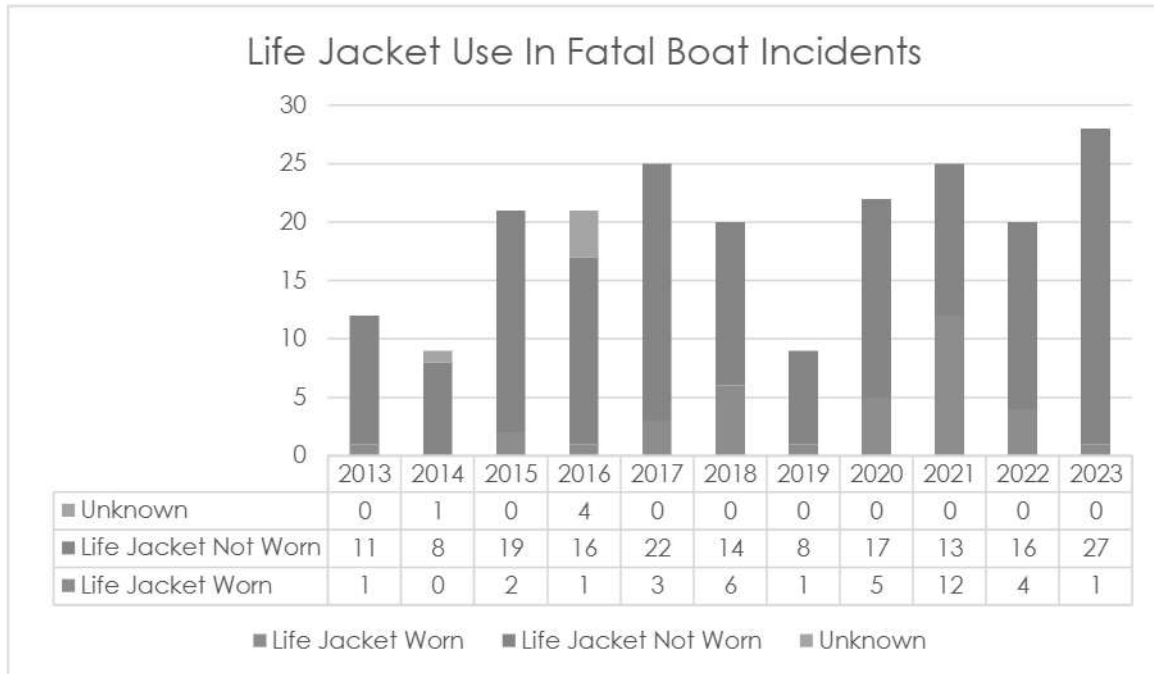 Life Jacket Use In Fatal Boat Incidents
30
25
20
15
10
5
0
2013 2014 2015 2016 2017 2018 2019 2020 2021 2022 2023
Unknown 0 1 0 4 0 0 0 0 0 0 0
Life Jacket Not Worn 11 8 19 16 22 14 8 17 13 16 27
Life Jacket Worn 1 0 2 1 3 6 1 5 12 4 1
Life Jacket Worn Life Jacket Not Worn Unknown